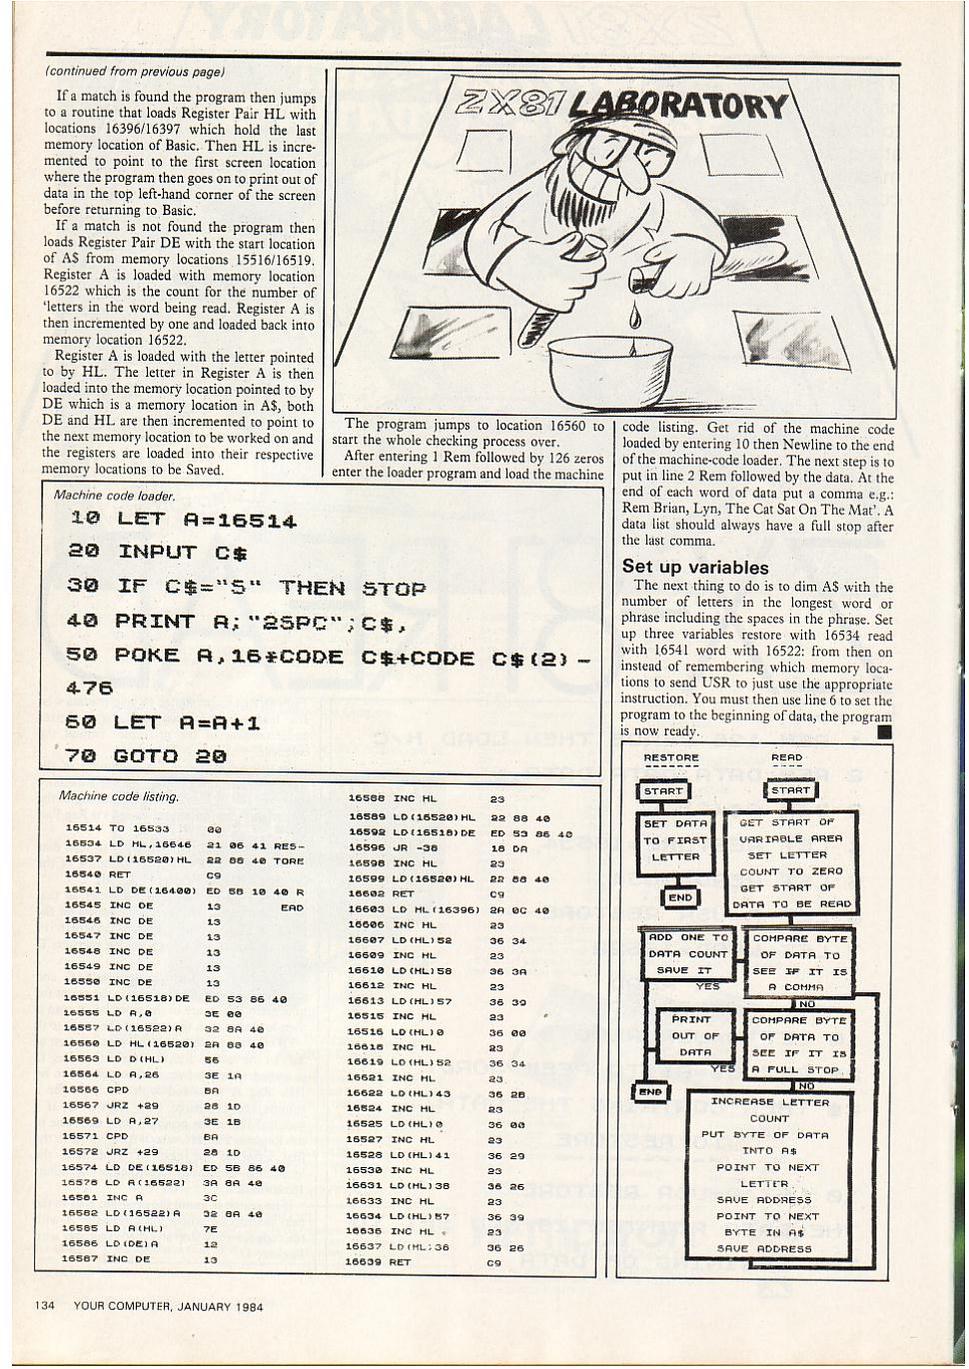 (continued from previous page)
If a match is found the program then jumps
to a routine that loads Register Pair HL with
locations 16396/16397 which hold the last
memory location of Basic. Then HL is incre-
mented to point to the first screen location
where the program then goes on to print out of
data in the top left-hand corner of the screen
before returning to Basic.
If a match is not found the program then
loads Register Pair DE with the start location
of A$ from memory locations 15516/16519.
Register A is loaded with memory location
16522 which is the count for the number of
'letters in the word being read. Register A is
then incremented by one and loaded back into
memory location 16522.
Register A is loaded with the letter pointed
to by HL. The letter in Register A is then
loaded into the memory location pointed to by
DE which is a memory location in A$, both
DE and HL are then incremented to point to
the next memory location to be worked on and
the registers are loaded into their respective
memory locations to be Saved.
ZX81 LABORATORY
The program jumps to location 16560 to
start the whole checking process over.
After entering 1 Rem followed by 126 zeros
enter the loader program and load the machine
code listing. Get rid of the machine code
loaded by entering 10 then Newline to the end
of the machine-code loader. The next step is to
put in line 2 Rem followed by the data. At the
end of each word of data put a comma e.g.:
Rem Brian, Lyn, The Cat Sat On The Mat'. A
data list should always have a full stop after
the last comma.
Set up variables
The next thing to do is to dim A$ with the
number of letters in the longest word or
phrase including the spaces in the phrase. Set
up three variables restore with 16534 read
with 16541 word with 16522: from then on
instead of remembering which memory loca-
tions to send USR to just use the appropriate
instruction. You must then use line 6 to set the
program to the beginning of data, the program
is now ready.
Machine code loader.
10 LET A=16514
20 INPUT C$
30 IF C$="S" THEN STOP
40 PRINT A;"2SPC";C$,
50 POKE A,16*CODE C$+CODE C$(2)-
476
60 LET A=A+1
70 GOTO 20
Machine code listing.
16514 TO 16533 00
16534 LD HL,16646 21 06 41 RES-
16537 LD(16520)HL 22 88 40 TORE
16540 RET C9
16541 LD DE(16400) ED 5B 10 40 R
16545 INC DE 13 EAD
16546 INC DE 13
16547 INC DE 13
16548 INC DE 13
16549 INC DE 13
16550 INC DE 13
16551 LD(16518)DE ED 53 86 40
16555 LD A,0 3E 00
16557 LD(16522)A 32 8A 40
16560 LD HL(16520) 2A 88 40
16563 LD D(HL) 56
16564 LD A,26 3E 1A
16566 CPD BA
16567 JRZ +29 28 1D
16569 LD A,27 3E 1B
16571 CPD BA
16572 JRZ +29 28 1D
16574 LD DE(16518) ED 5B 86 40
16578 LD A(16522) 3A 8A 40
16581 INC A 3C
16582 LD(16522)A 32 8A 40
16585 LD A(HL) 7E
16586 LD(DE)A 12
16587 INC DE 13
16588 INC HL 23
16589 LD(16520)HL 22 88 40
16592 LD(16518)DE ED 53 86 40
16596 JR -38 18 DA
16598 INC HL 23
16599 LD(16520)HL 22 88 40
16602 RET C9
16603 LD HL(16396) 2A 0C 40
16606 INC HL 23
16607 LD(HL)52 36 34
16609 INC HL 23
16610 LD(HL)58 36 3A
16612 INC HL 23
16613 LD(HL)57 36 39
16515 INC HL 23
16516 LD(HL)0 36 00
16618 INC HL 23
16619 LD(HL)52 36 34
16621 INC HL 23
16622 LD(HL)43 36 2B
16624 INC HL 23
16525 LD(HL)0 36 00
16527 INC HL 23
16528 LD(HL)41 36 29
16530 INC HL 23
16631 LD(HL)38 36 26
16633 INC HL 23
16634 LD(HL)57 36 39
16636 INC HL 23
16637 LD(HL)36 36 26
16639 RET C9
RESTORE
START
SET DATA
TO FIRST
LETTER
END
READ
START
GET START OF
VARIABLE AREA
SET LETTER
COUNT TO ZERO
GET START OF
DATA TO BE READ
ADD ONE TO
DATA COUNT
SAVE IT
YES
COMPARE BYTE
OF DATA TO
SEE IF IT IS
A COMMA
NO
PRINT
OUT OF
DATA
YES
COMPARE BYTE
OF DATA TO
SEE IF IT IS
A FULL STOP.
NO
END
INCREASE LETTER
COUNT
PUT BYTE OF DATA
INTO A$
POINT TO NEXT
LETTER
SAVE ADDRESS
POINT TO NEXT
BYTE IN A$
SAVE ADDRESS
134 YOUR COMPUTER, JANUARY 1984